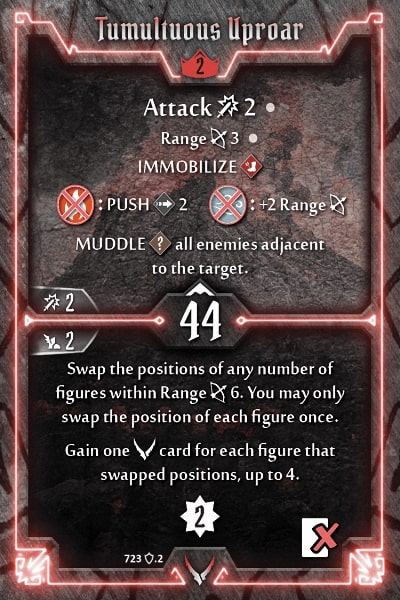 Tumultuous Uproar
2
Attack 2
Range 3
IMMOBILIZE
: PUSH 2 : +2 Range
MUDDLE ? all enemies adjacent
to the target.
2
44
2
Swap the positions of any number of
figures within Range 6. You may only
swap the position of each figure once.
Gain one card for each figure that
swapped positions, up to 4.
2
723 .2